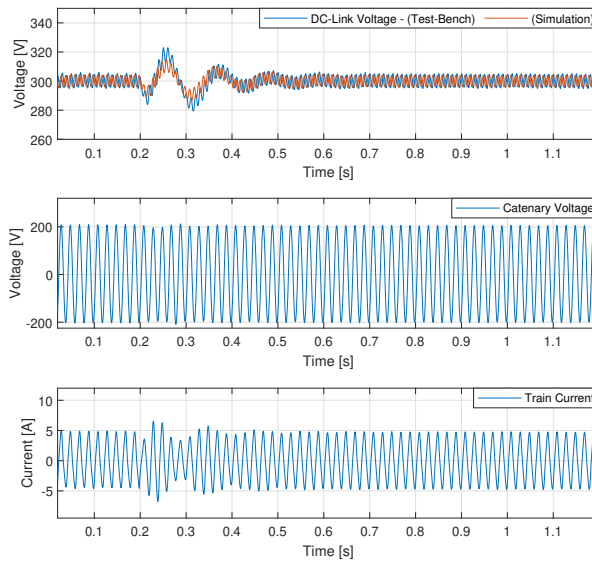 DC-Link Voltage - (Test-Bench) (Simulation)
340
320
300
280
260
Voltage [V]
0.1 0.2 0.3 0.4 0.5 0.6 0.7 0.8 0.9 1 1.1
Time [s]
Catenary Voltage
200
0
-200
Voltage [V]
0.1 0.2 0.3 0.4 0.5 0.6 0.7 0.8 0.9 1 1.1
Time [s]
Train Current
10
5
0
-5
Current [A]
0.1 0.2 0.3 0.4 0.5 0.6 0.7 0.8 0.9 1 1.1
Time [s]